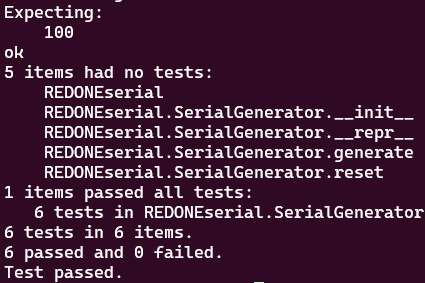 Expecting:
    100
ok
5 items had no tests:
    REDONEserial
    REDONEserial.SerialGenerator.__init__
    REDONEserial.SerialGenerator.__repr__
    REDONEserial.SerialGenerator.generate
    REDONEserial.SerialGenerator.reset
1 items passed all tests:
   6 tests in REDONEserial.SerialGenerator
6 tests in 6 items.
6 passed and 0 failed.
Test passed.